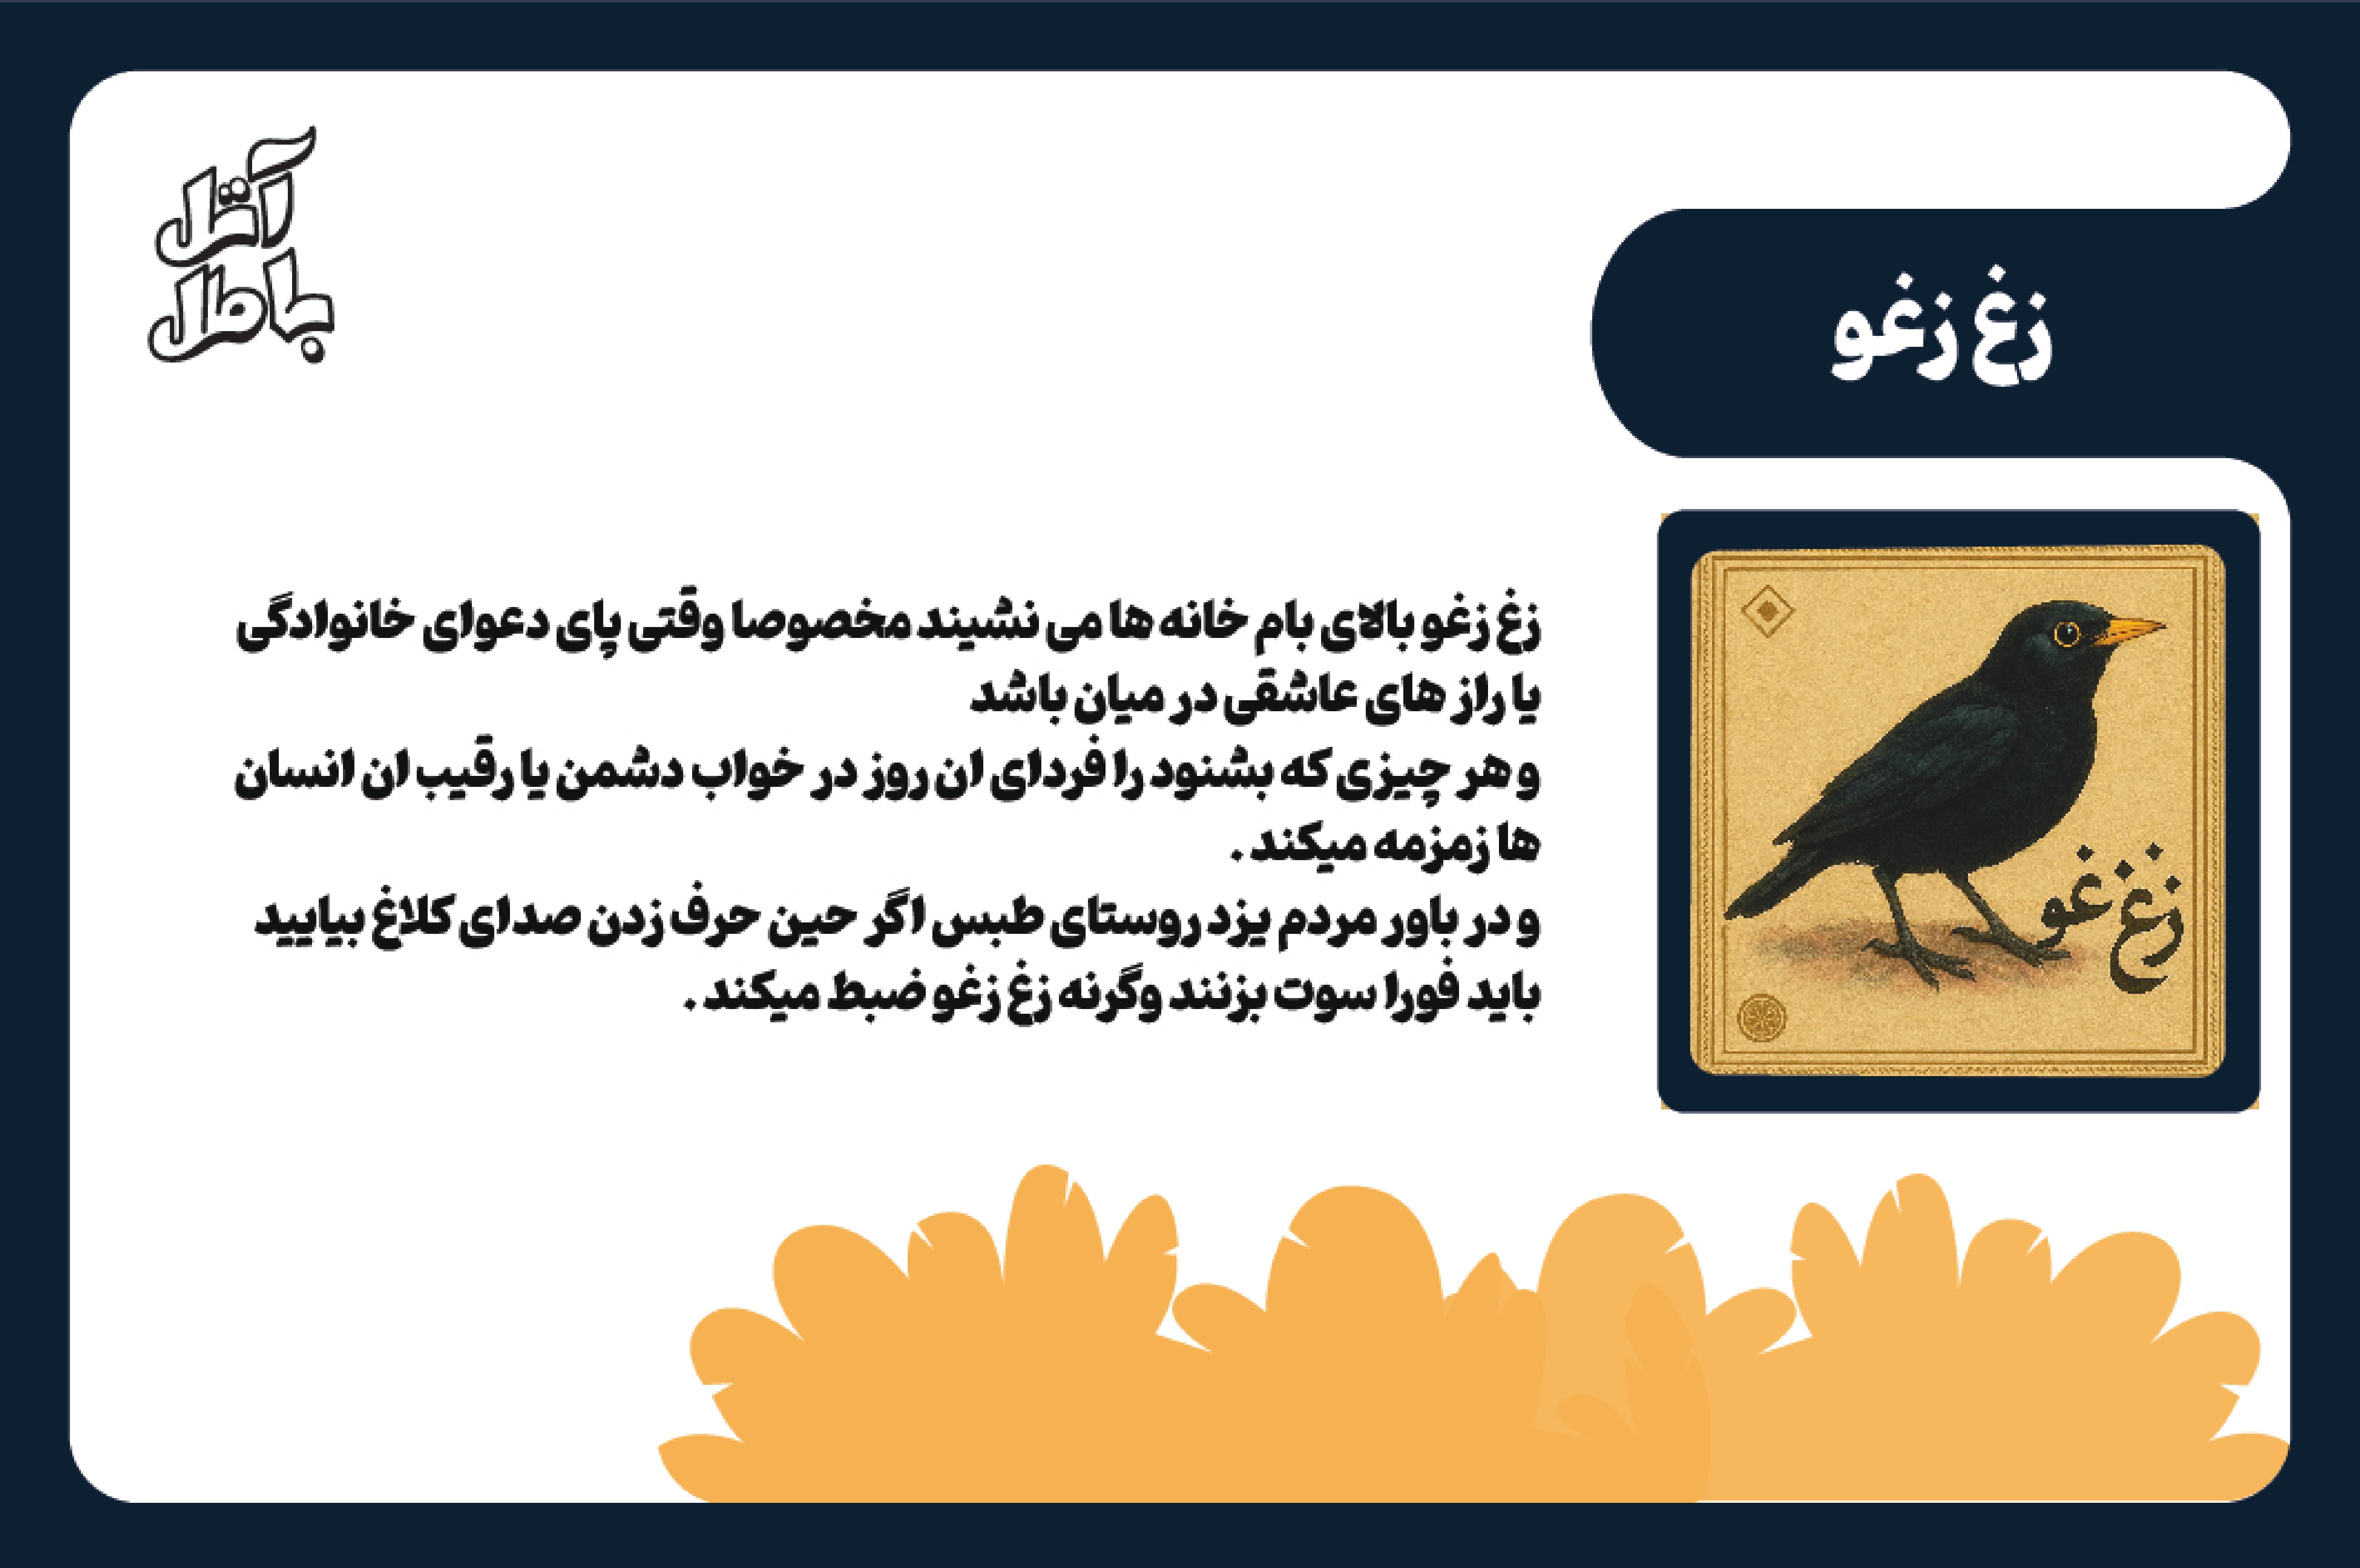 آتل
باطل
زغ زغو
زغ زغو بالای بام خانه ها می نشیند مخصوصا وقتی پای دعوای خانوادگی
یا راز های عاشقی در میان باشد
و هر چیزی که بشنود را فردای ان روز در خواب دشمن یا رقیب ان انسان
ها زمزمه میکند .
و در باور مردم یزد روستای طبس اگر حین حرف زدن صدای کلاغ بیایید
باید فورا سوت بزنند وگرنه زغ زغو ضبط میکند .
زغ زغو